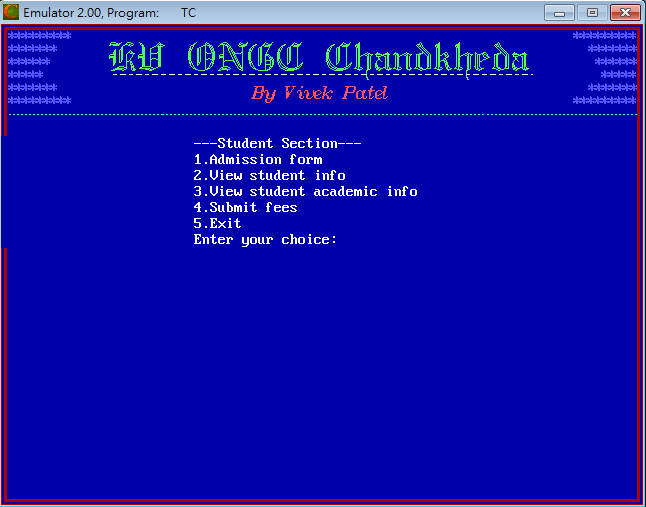 Emulator 2.00, Program: TC
KV ONGC Chandkheda
By Vivek Patel
---Student Section---
1.Admission form
2.View student info
3.View student academic info
4.Submit fees
5.Exit
Enter your choice: